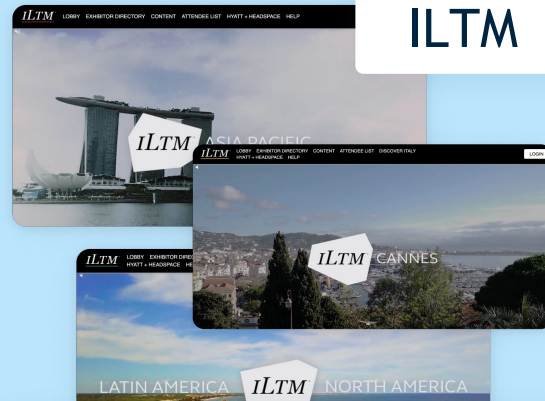 ILTM
ILTM LOBBY EXHIBITOR DIRECTORY CONTENT ATTENDEE LIST HYATT + HEADSPACE HELP
ILTM ASIA PACIFIC
ILTM LOBBY EXHIBITOR DIRECTORY CONTENT ATTENDEE LIST DISCOVER ITALY
HYATT + HEADSPACE HELP
LOGIN
ILTM CANNES
ILTM LOBBY EXHIBITOR
HYATT + HEADSPACE
LATIN AMERICA ILTM NORTH AMERICA